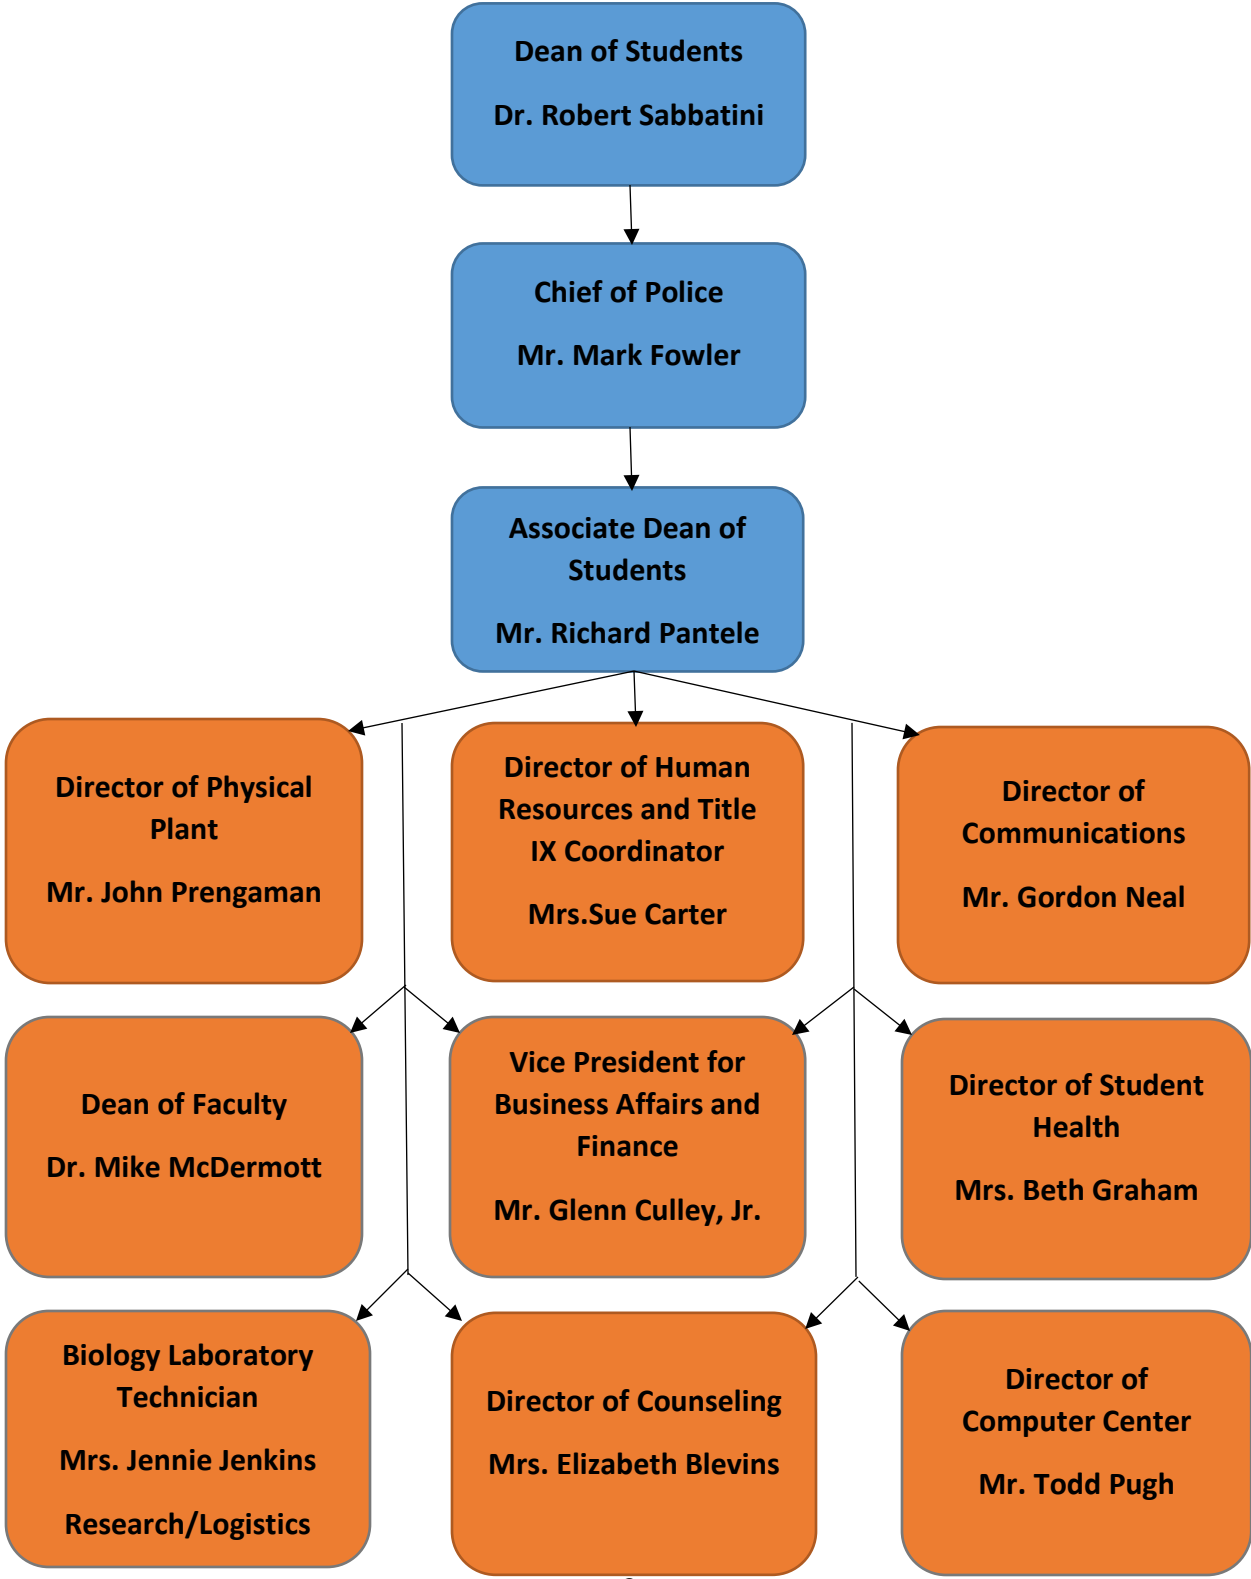 Dean of Students
Dr. Robert Sabbatini
Chief of Police
Mr. Mark Fowler
Associate Dean of
Students
Mr. Richard Pantele
Director of Physical
Plant
Mr. John Prengaman
Director of Human
Resources and Title
IX Coordinator
Mrs.Sue Carter
Director of
Communications
Mr. Gordon Neal
Dean of Faculty
Dr. Mike McDermott
Vice President for
Business Affairs and
Finance
Mr. Glenn Culley, Jr.
Director of Student
Health
Mrs. Beth Graham
Biology Laboratory
Technician
Mrs. Jennie Jenkins
Research/Logistics
Director of Counseling
Mrs. Elizabeth Blevins
Director of
Computer Center
Mr. Todd Pugh